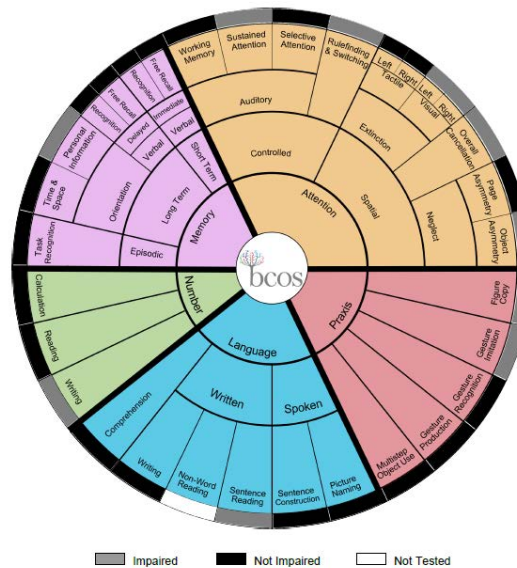 Working
Memory
Sustained
Attention
Selective
Attention
Rulefinding
& Switching
Left
Right
Tactile
Left
Right
Visual
Overall
Cancellation
Page
Asymmetry
Object
Asymmetry
Auditory
Extinction
Neglect
Controlled
Spatial
Attention
Free Recall
Recognition
Immediate
Verbal
Short Term
Free Recall
Recognition
Delayed
Verbal
Personal
Information
Time &
Space
Orientation
Long Term
Task
Recognition
Episodic
Memory
bcos
Number
Calculation
Reading
Writing
Language
Written
Spoken
Comprehension
Writing
Non-Word
Reading
Sentence
Reading
Sentence
Construction
Picture
Naming
Praxis
Figure
Copy
Gesture
Imitation
Gesture
Recognition
Gesture
Production
Multistep
Object Use
Impaired
Not Impaired
Not Tested